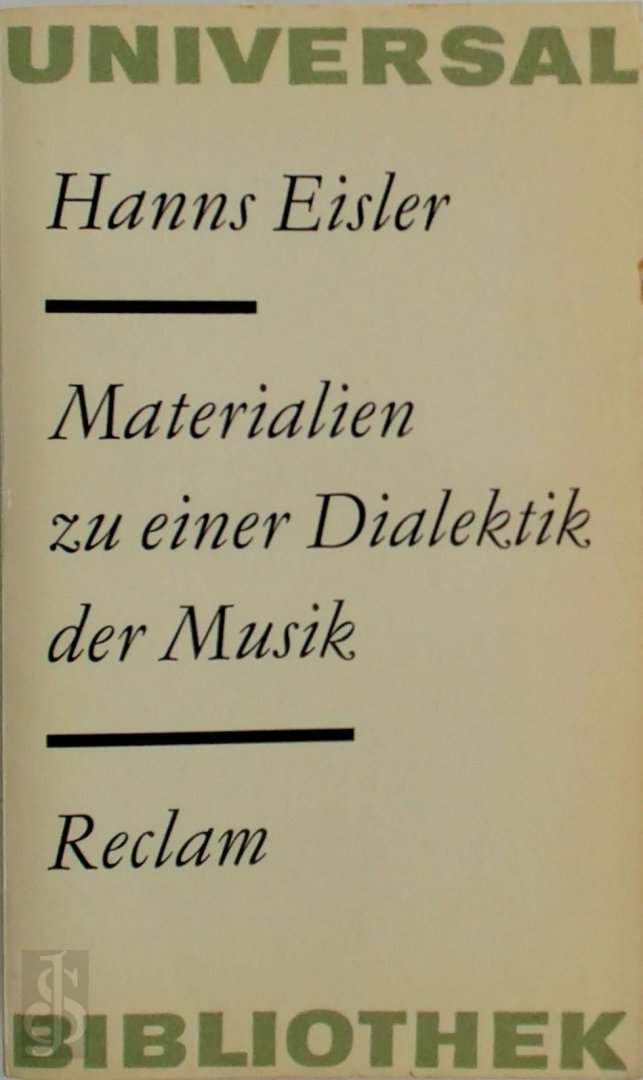 UNIVERSAL
Hanns Eisler
Materialien
zu einer Dialektik
der Musik
Reclam
BIBLIOTHEK